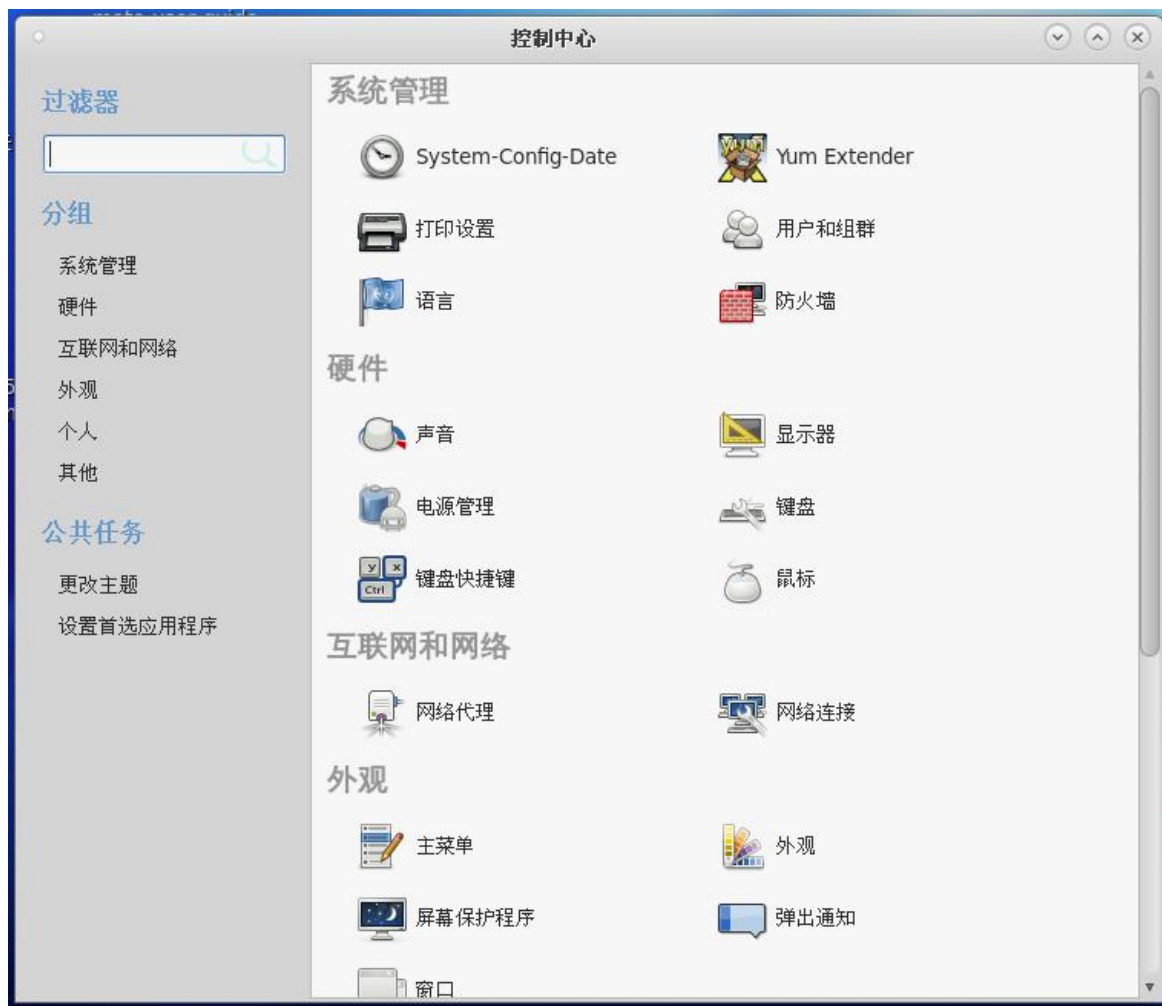 控制中心
过滤器
分组
系统管理
硬件
互联网和网络
外观
个人
其他
公共任务
更改主题
设置首选应用程序
系统管理
System-Config-Date
Yum Extender
打印设置
用户和组群
语言
防火墙
硬件
声音
显示器
电源管理
键盘
键盘快捷键
鼠标
互联网和网络
网络代理
网络连接
外观
主菜单
外观
屏幕保护程序
弹出通知
窗口